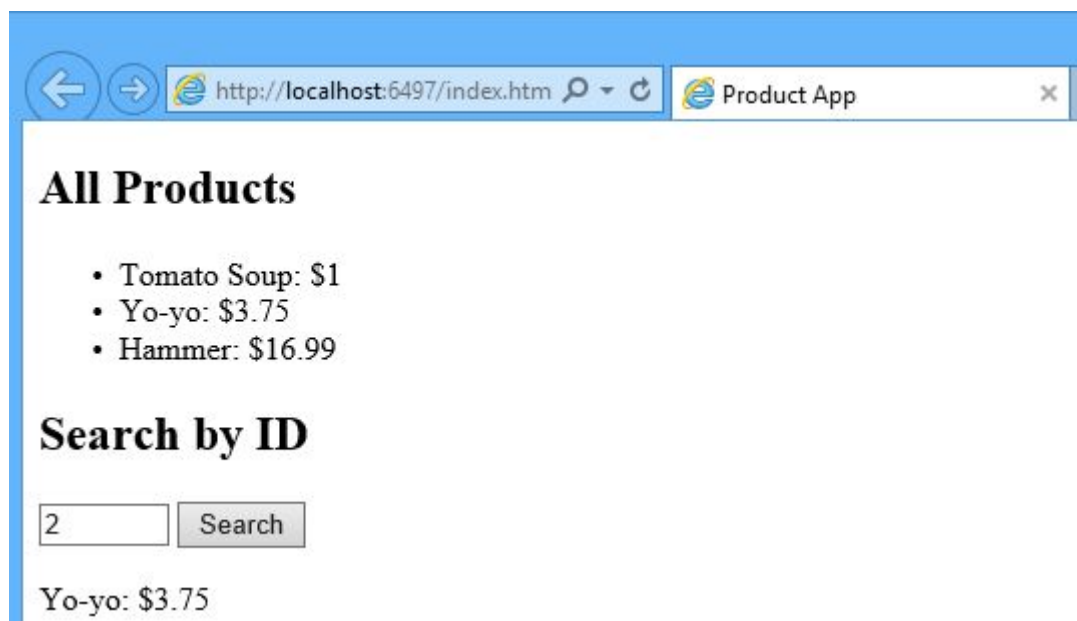 http://localhost:6497/index.htm
Product App
All Products
• Tomato Soup: $1
• Yo-yo: $3.75
• Hammer: $16.99
Search by ID
2
Search
Yo-yo: $3.75